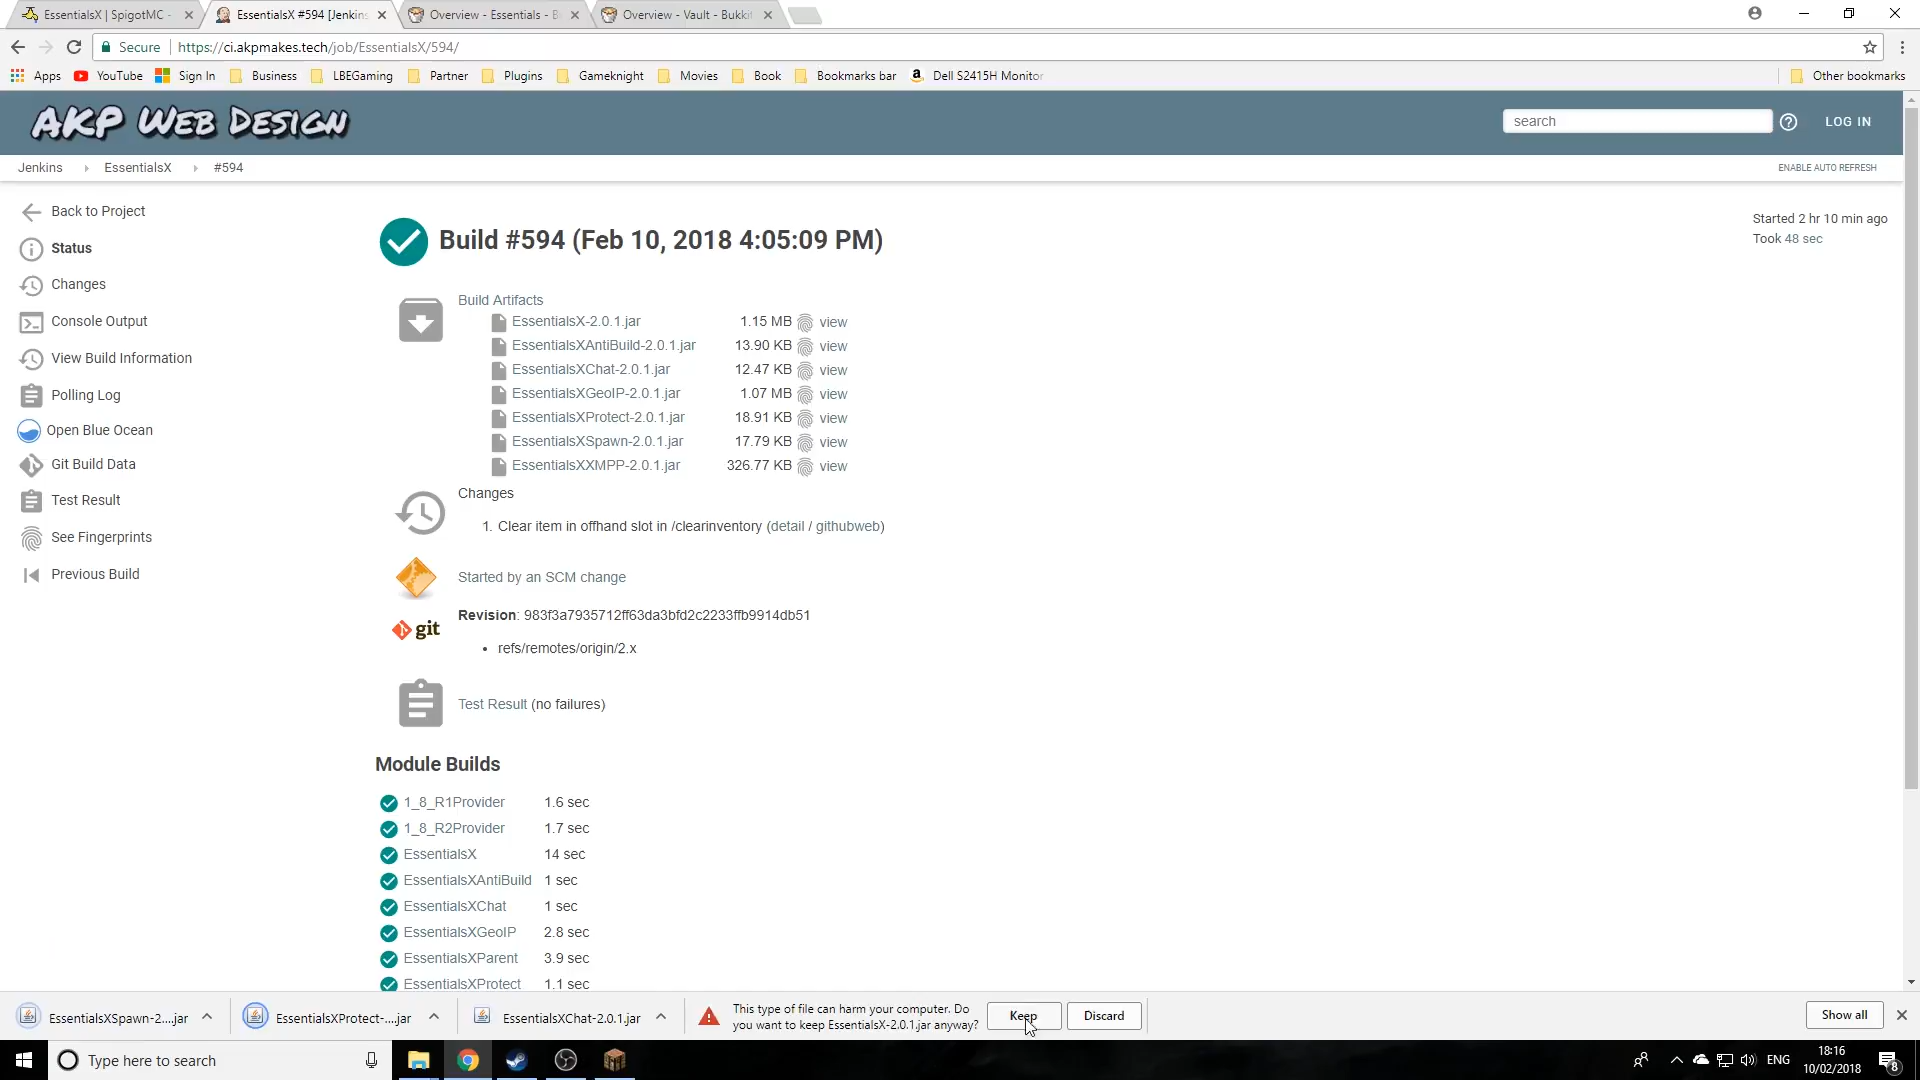 EssentialsX | SpigotMC -
EssentialsX #594 [Jenkins
Overview - Essentials - B
Overview - Vault - Bukki
Secure
https://ci.akpmakes.tech/job/EssentialsX/594/
Apps
YouTube
Sign In
Business
LBEGaming
Partner
Plugins
Gameknight
Movies
Book
Bookmarks bar
Dell S2415H Monitor
Other bookmarks
AKP Web Design
search
LOG IN
Jenkins
EssentialsX
#594
ENABLE AUTO REFRESH
Back to Project
Status
Changes
Console Output
View Build Information
Polling Log
Open Blue Ocean
Git Build Data
Test Result
See Fingerprints
Previous Build
Build #594 (Feb 10, 2018 4:05:09 PM)
Started 2 hr 10 min ago
Took 48 sec
Build Artifacts
EssentialsX-2.0.1.jar 1.15 MB view
EssentialsXAntiBuild-2.0.1.jar 13.90 KB view
EssentialsXChat-2.0.1.jar 12.47 KB view
EssentialsXGeoIP-2.0.1.jar 1.07 MB view
EssentialsXProtect-2.0.1.jar 18.91 KB view
EssentialsXSpawn-2.0.1.jar 17.79 KB view
EssentialsXXMPP-2.0.1.jar 326.77 KB view
Changes
1. Clear item in offhand slot in /clearinventory (detail / githubweb)
Started by an SCM change
git
Revision: 983f3a7935712ff63da3bfd2c2233ffb9914db51
• refs/remotes/origin/2.x
Test Result (no failures)
Module Builds
1_8_R1Provider 1.6 sec
1_8_R2Provider 1.7 sec
EssentialsX 14 sec
EssentialsXAntiBuild 1 sec
EssentialsXChat 1 sec
EssentialsXGeoIP 2.8 sec
EssentialsXParent 3.9 sec
EssentialsXProtect 1.1 sec
EssentialsXSpawn-2....jar
EssentialsXProtect-....jar
EssentialsXChat-2.0.1.jar
This type of file can harm your computer. Do
you want to keep EssentialsX-2.0.1.jar anyway?
Keep
Discard
Show all
Type here to search
ENG
18:16
10/02/2018
8